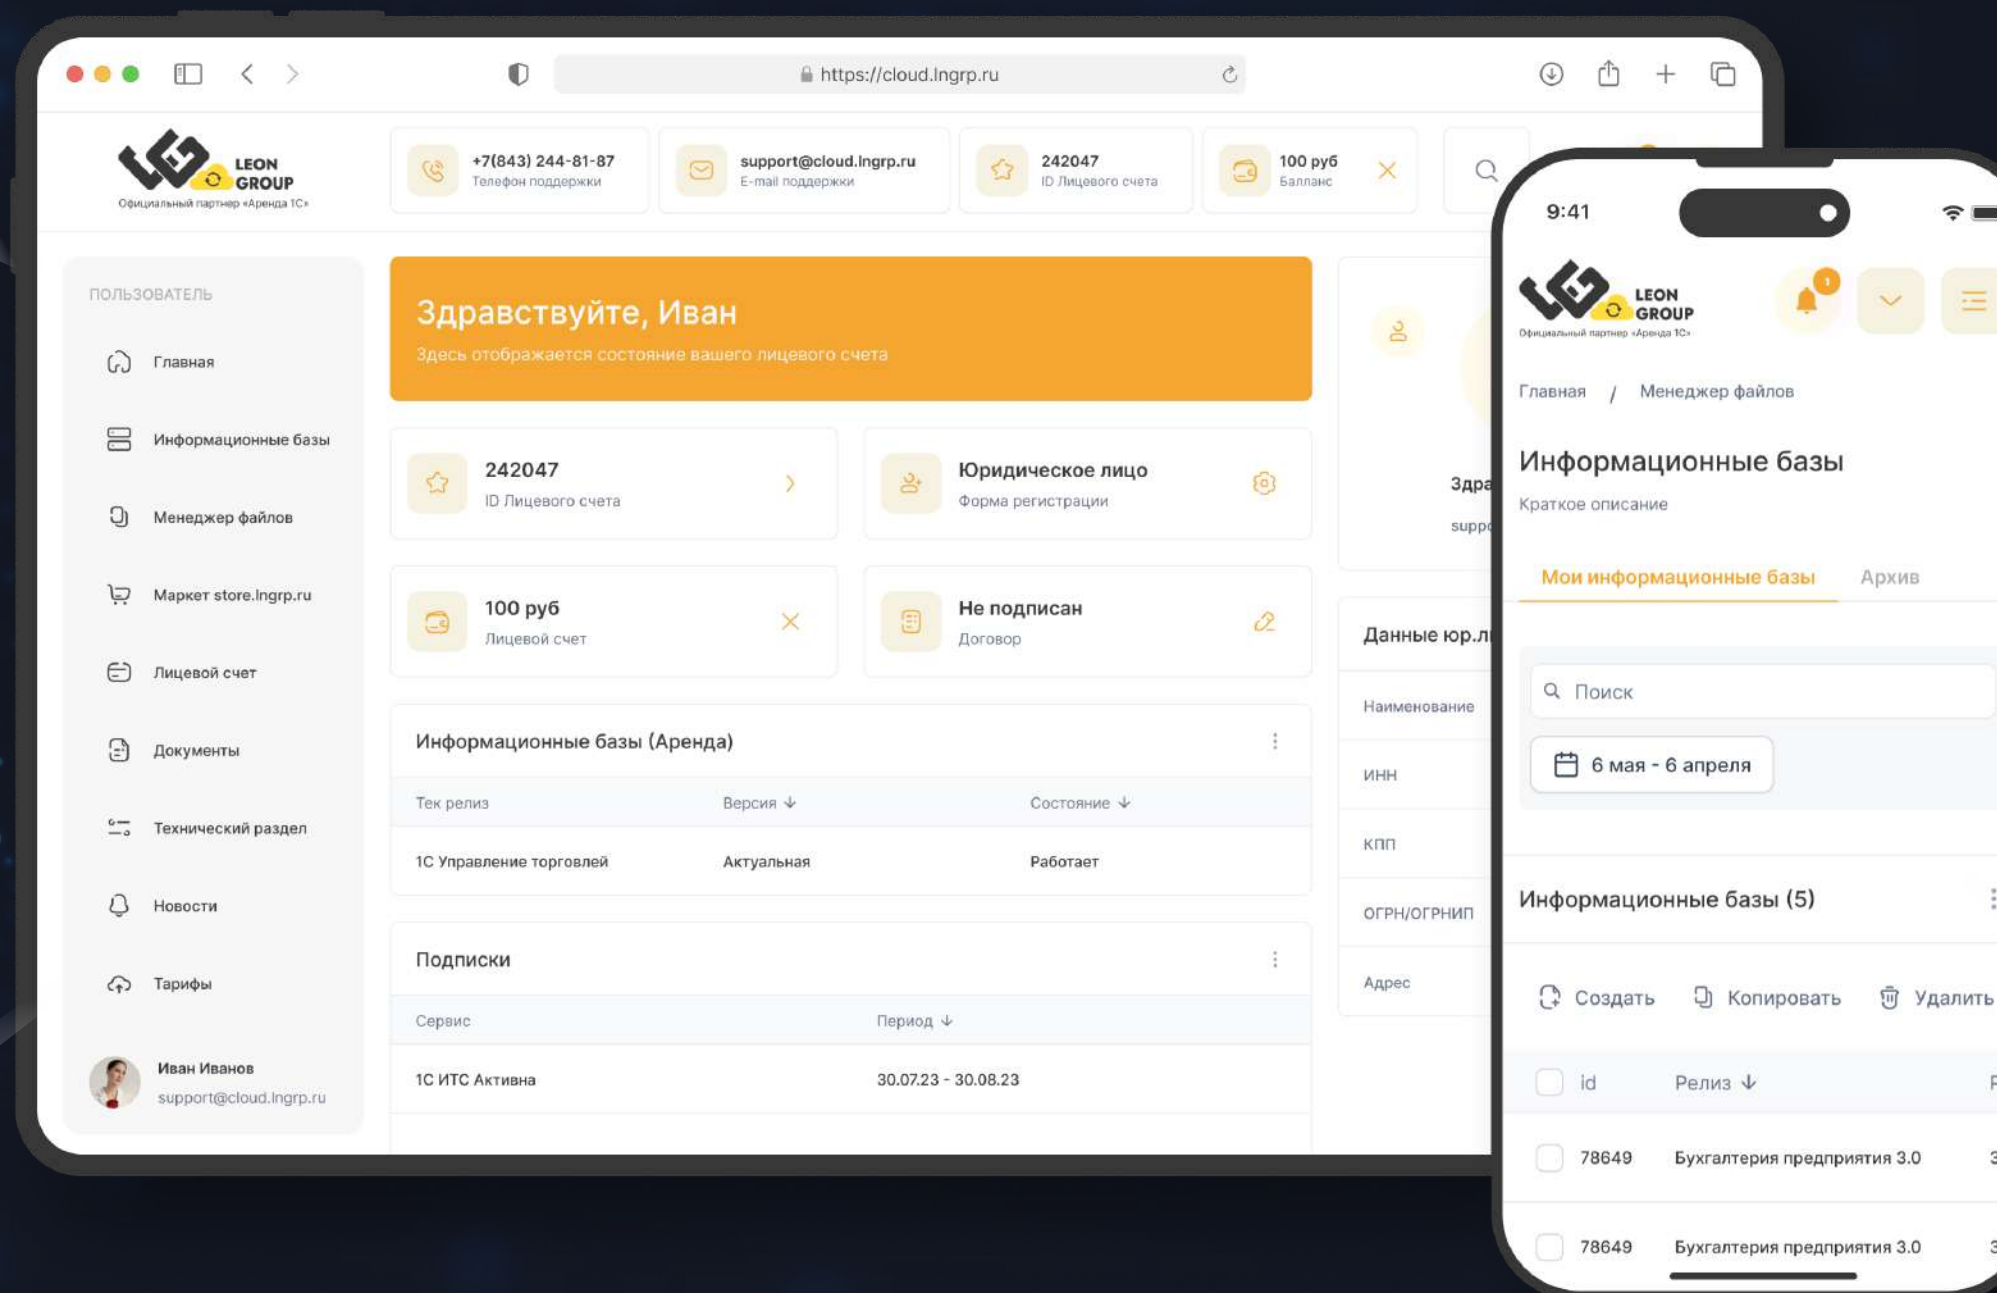 https://cloud.lngrp.ru
LEON
GROUP
Официальный партнер «Аренда 1С»
+7(843) 244-81-87
Телефон поддержки
support@cloud.lngrp.ru
E-mail поддержки
242047
ID Лицевого счета
100 руб
Балланс
ПОЛЬЗОВАТЕЛЬ
Главная
Информационные базы
Менеджер файлов
Маркет store.lngrp.ru
Лицевой счет
Документы
Технический раздел
Новости
Тарифы
Иван Иванов
support@cloud.lngrp.ru
Здравствуйте, Иван
Здесь отображается состояние вашего лицевого счета
242047
ID Лицевого счета
Юридическое лицо
Форма регистрации
100 руб
Лицевой счет
Не подписан
Договор
Информационные базы (Аренда)
Тек релиз Версия Состояние
1С Управление торговлей Актуальная Работает
Подписки
Сервис Период
1С ИТС Активна 30.07.23 - 30.08.23
Данные
Наименование
ИНН
КПП
ОГРН/ОГРНИП
Адрес
9:41
LEON
GROUP
Официальный партнер «Аренда 1С»
1
Главная / Менеджер файлов
Информационные базы
Краткое описание
Мои информационные базы Архив
Поиск
6 мая - 6 апреля
Информационные базы (5)
Создать Копировать Удалить
id Релиз
78649 Бухгалтерия предприятия 3.0
78649 Бухгалтерия предприятия 3.0